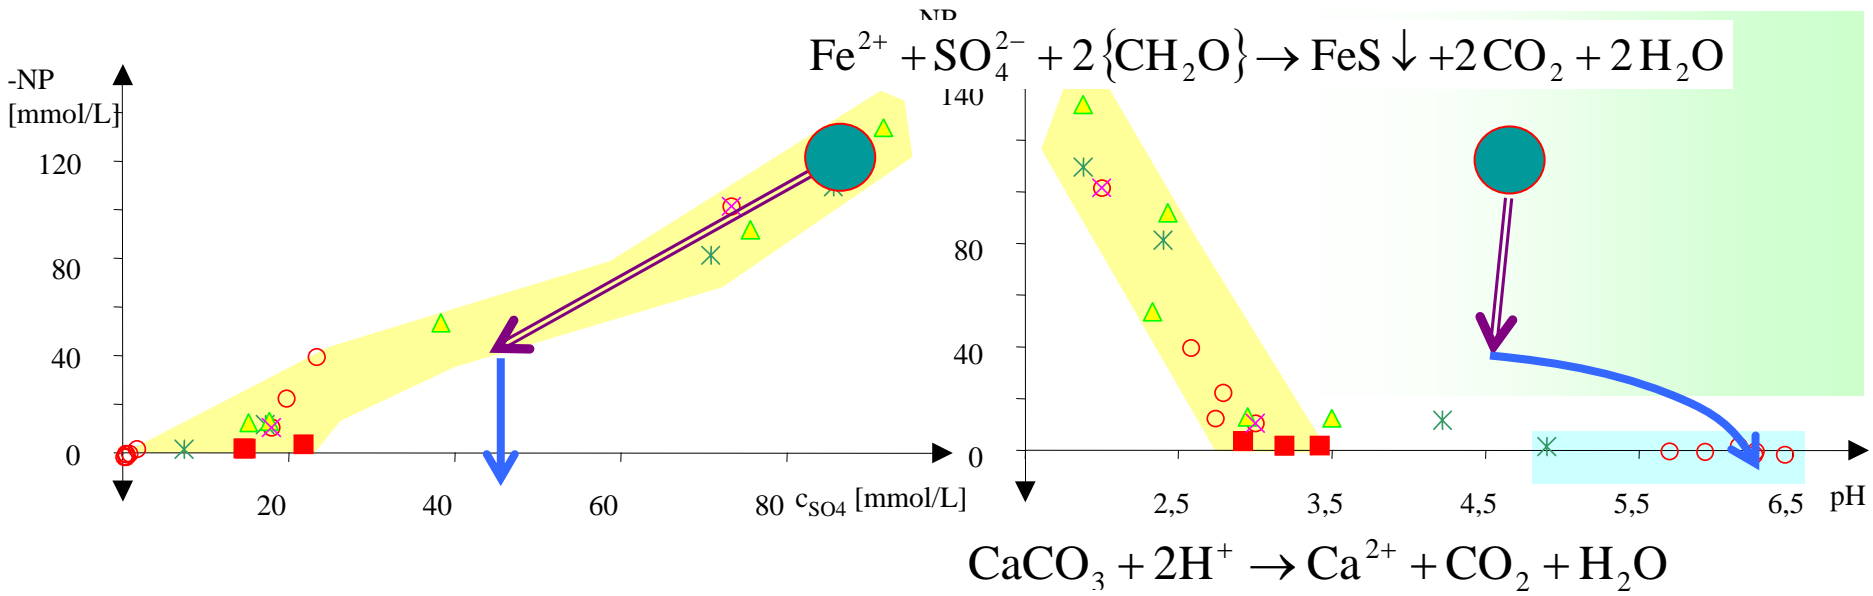 NP
Fe²⁺ + SO₄²⁻ + 2{CH₂O} → FeS↓ +2CO₂ + 2H₂O
-NP
[mmol/L]
120
80
40
0
20 40 60 80 c_SO4 [mmol/L]
140
80
40
0
2,5 3,5 4,5 5,5 6,5 pH
CaCO₃ + 2H⁺ → Ca²⁺ + CO₂ + H₂O